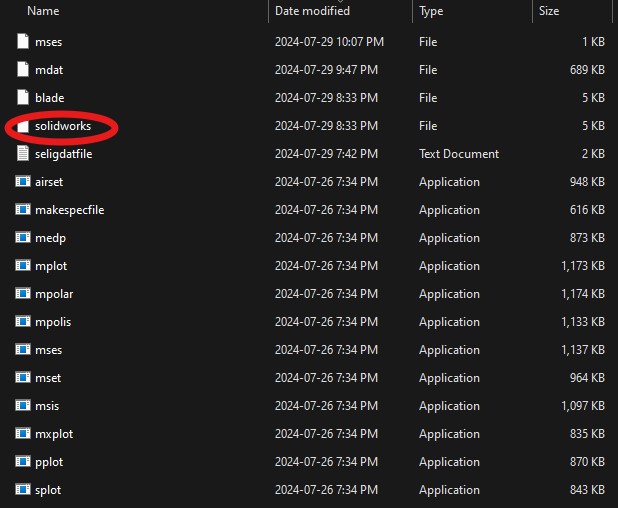 Name Date modified Type Size
mses 2024-07-29 10:07 PM File 1 KB
mdat 2024-07-29 9:47 PM File 689 KB
blade 2024-07-29 8:33 PM File 5 KB
solidworks 2024-07-29 8:33 PM File 5 KB
seligdatfile 2024-07-29 7:42 PM Text Document 2 KB
airset 2024-07-26 7:34 PM Application 948 KB
makespecfile 2024-07-26 7:34 PM Application 616 KB
medp 2024-07-26 7:34 PM Application 873 KB
mplot 2024-07-26 7:34 PM Application 1,173 KB
mpolar 2024-07-26 7:34 PM Application 1,174 KB
mpolis 2024-07-26 7:34 PM Application 1,133 KB
mses 2024-07-26 7:34 PM Application 1,137 KB
mset 2024-07-26 7:34 PM Application 964 KB
msis 2024-07-26 7:34 PM Application 1,097 KB
mxplot 2024-07-26 7:34 PM Application 835 KB
pplot 2024-07-26 7:34 PM Application 870 KB
splot 2024-07-26 7:34 PM Application 843 KB